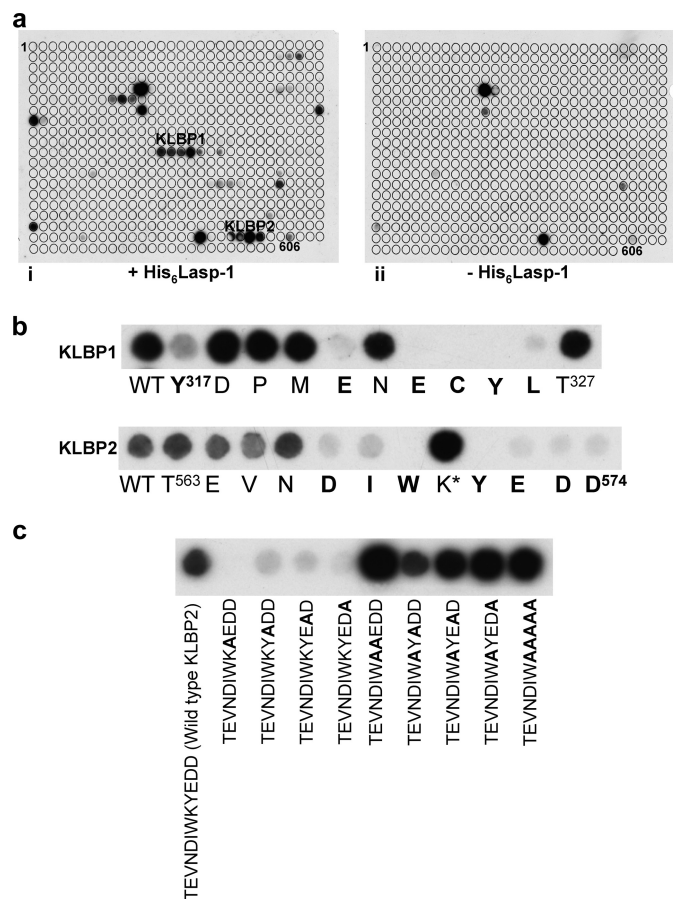 a
1
KLBP1
KLBP2
606
i + His₆Lasp-1
1
606
ii - His₆Lasp-1
b
KLBP1
WT Y³¹⁷ D P M E N E C Y L T³²⁷
KLBP2
WT T⁵⁶³ E V N D I W K* Y E D D⁵⁷⁴
c
TEVNDIWKYEDD (Wild type KLBP2)
TEVNDIWKAEDD
TEVNDIWKYADD
TEVNDIWKYEAD
TEVNDIWKYEDA
TEVNDIWAAEDD
TEVNDIWAYADD
TEVNDIWAYEAD
TEVNDIWAYEDA
TEVNDIWAAAAA